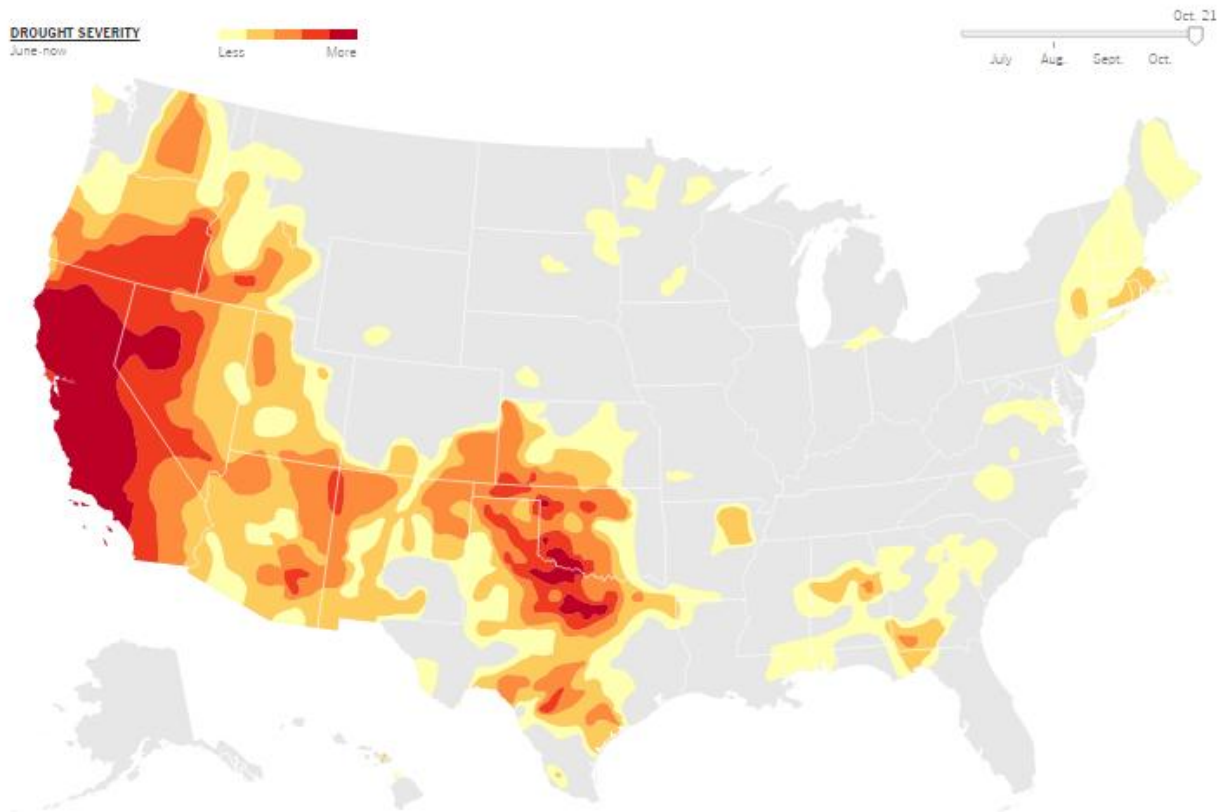 DROUGHT SEVERITY
June-now
Less
More
Oct. 21
July
Aug.
Sept.
Oct.